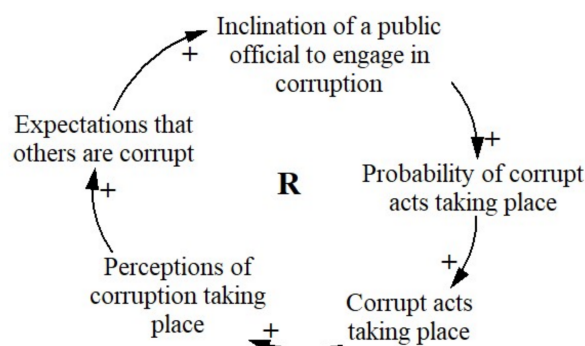 Inclination of a public
official to engage in
corruption
+
+
Expectations that
others are corrupt
Probability of corrupt
acts taking place
R
+
+
Perceptions of
corruption taking
place
Corrupt acts
taking place
+